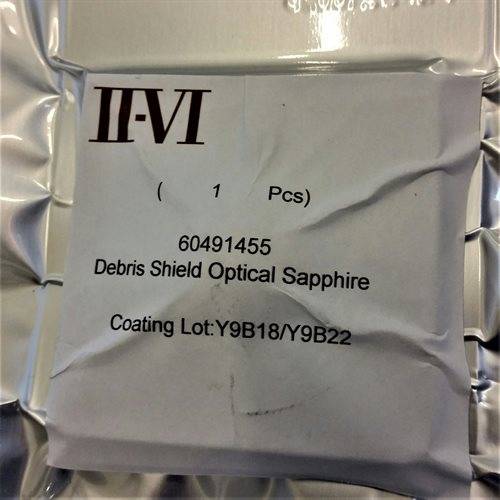 II-VI
( 1 Pcs)
60491455
Debris Shield Optical Sapphire
Coating Lot:Y9B18/Y9B22